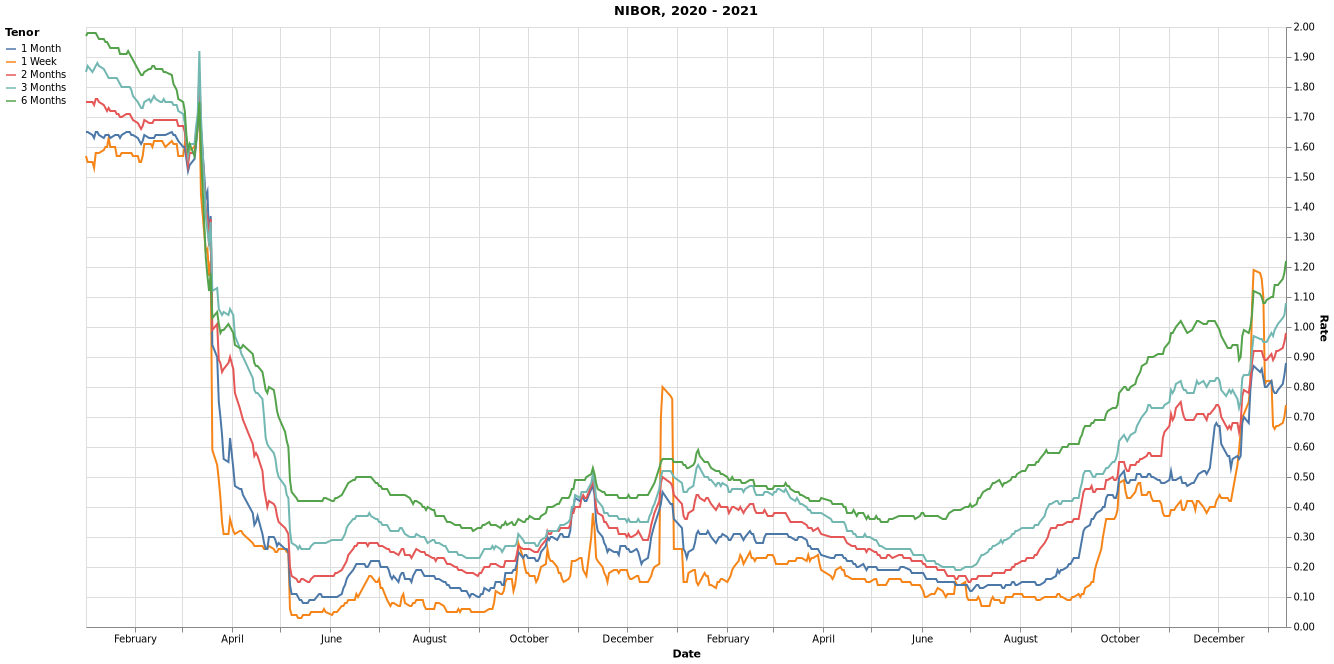 NIBOR, 2020 - 2021
Tenor
1 Month
1 Week
2 Months
3 Months
6 Months
2.00
1.90
1.80
1.70
1.60
1.50
1.40
1.30
1.20
1.10
1.00
0.90
0.80
0.70
0.60
0.50
0.40
0.30
0.20
0.10
0.00
Rate
February April June August October December February April June August October December
Date